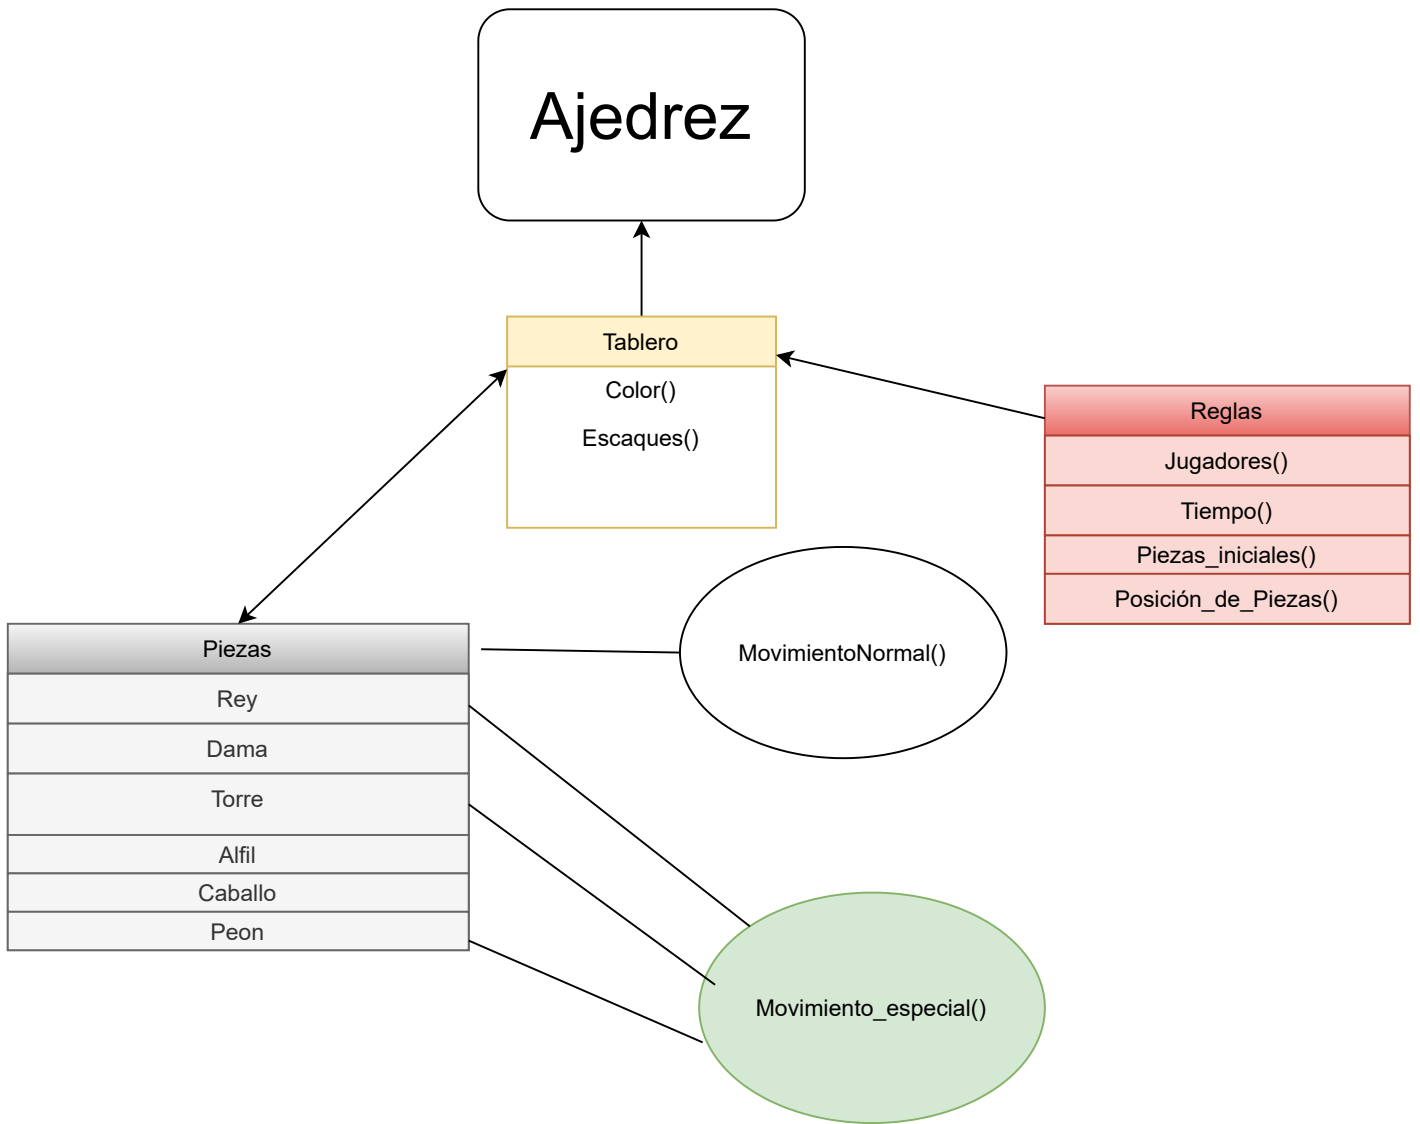 Ajedrez
Tablero
Color()
Escaques()
Reglas
Jugadores()
Tiempo()
Piezas_iniciales()
Posición_de_Piezas()
Piezas
Rey
Dama
Torre
Alfil
Caballo
Peon
MovimientoNormal()
Movimiento_especial()